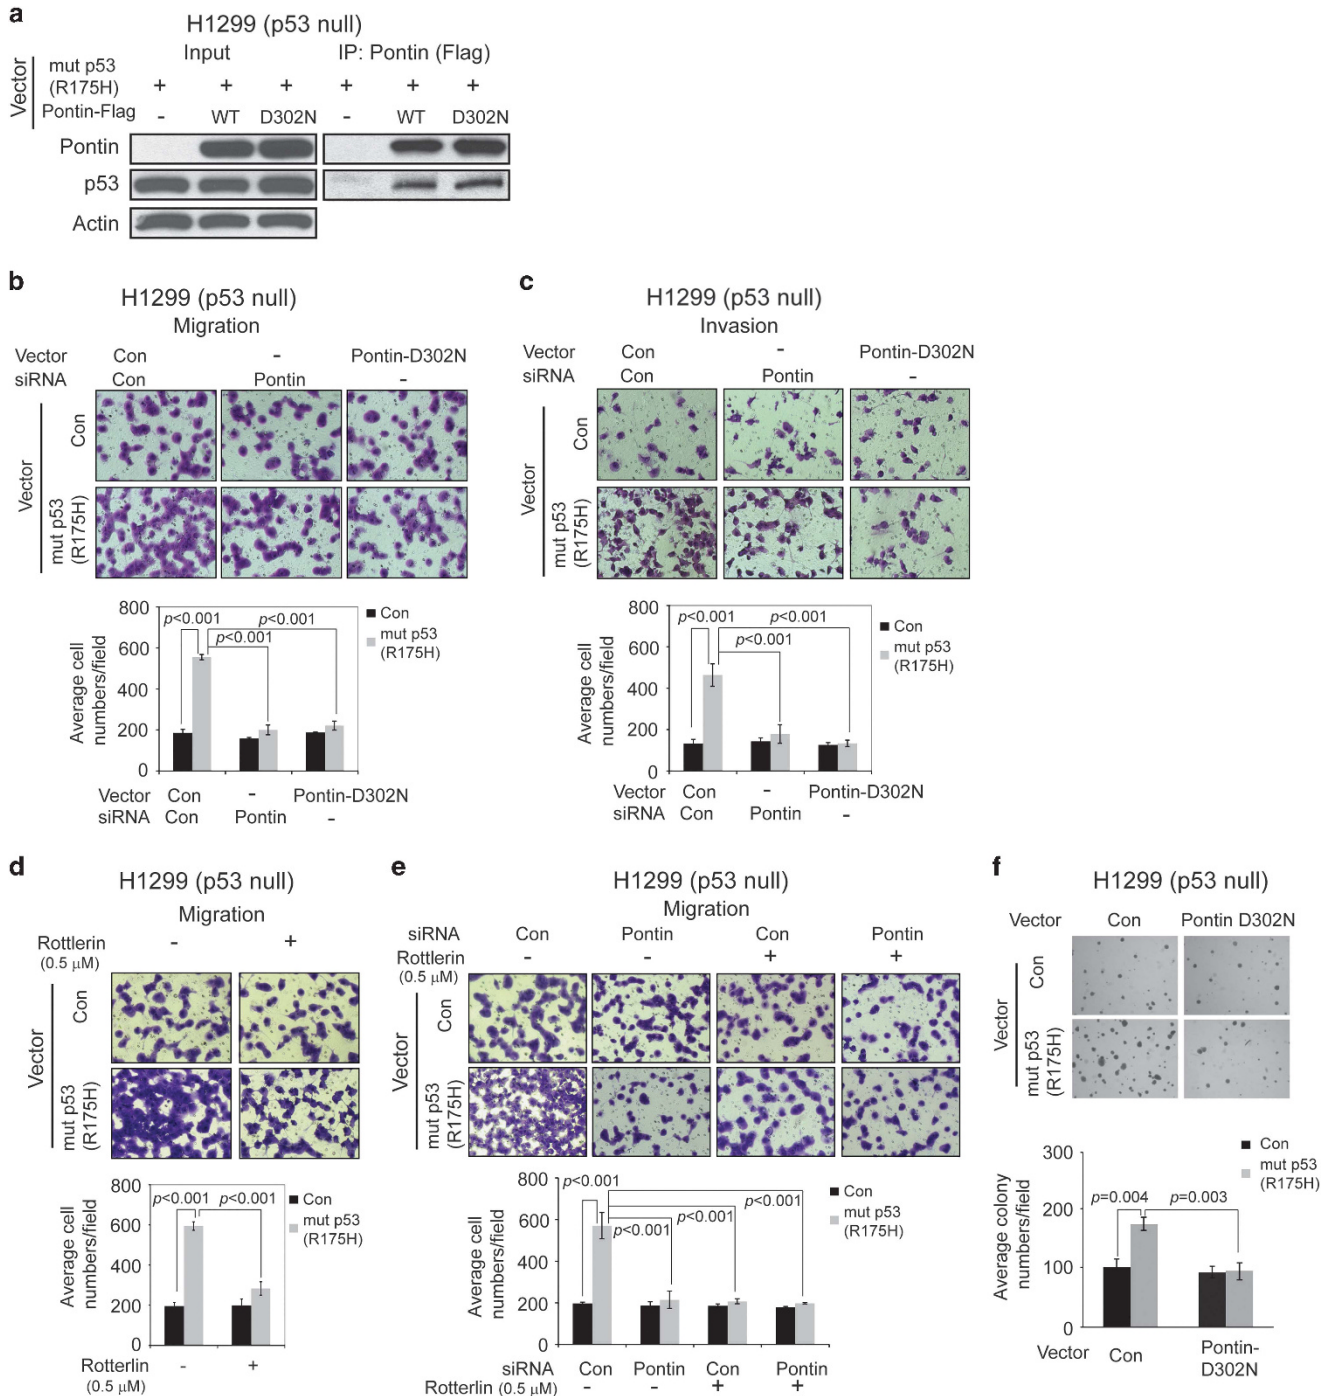 a
H1299 (p53 null)
Input IP: Pontin (Flag)
Vector
mut p53
(R175H) + + + + + +
Pontin-Flag - WT D302N - WT D302N
Pontin
p53
Actin
b
H1299 (p53 null)
Migration
Vector Con - Pontin-D302N
siRNA Con Pontin -
Vector
Con
mut p53
(R175H)
800
600
400
200
0
Average cell
numbers/field
p<0.001
p<0.001
p<0.001
Con
mut p53
(R175H)
Vector Con - Pontin-D302N
siRNA Con Pontin -
c
H1299 (p53 null)
Invasion
Vector Con - Pontin-D302N
siRNA Con Pontin -
Vector
Con
mut p53
(R175H)
800
600
400
200
0
Average cell
numbers/field
p<0.001
p<0.001
p<0.001
Con
mut p53
(R175H)
Vector Con - Pontin-D302N
siRNA Con Pontin -
d
H1299 (p53 null)
Migration
Rottlerin - +
(0.5 μM)
Vector
Con
mut p53
(R175H)
800
600
400
200
0
Average cell
numbers/field
p<0.001 p<0.001
Con
mut p53
(R175H)
Rotterlin - +
(0.5 μM)
e
H1299 (p53 null)
Migration
siRNA Con Pontin Con Pontin
Rottlerin - - + +
(0.5 μM)
Vector
Con
mut p53
(R175H)
800
600
400
200
0
Average cell
numbers/field
p<0.001
p<0.001
p<0.001
p<0.001
Con
mut p53
(R175H)
siRNA Con Pontin Con Pontin
Rotterlin (0.5 μM) - - + +
f
H1299 (p53 null)
Vector Con Pontin D302N
Vector
Con
mut p53
(R175H)
Con
mut p53
(R175H)
300
200
100
0
Average colony
numbers/field
p=0.004 p=0.003
Vector Con Pontin-
D302N